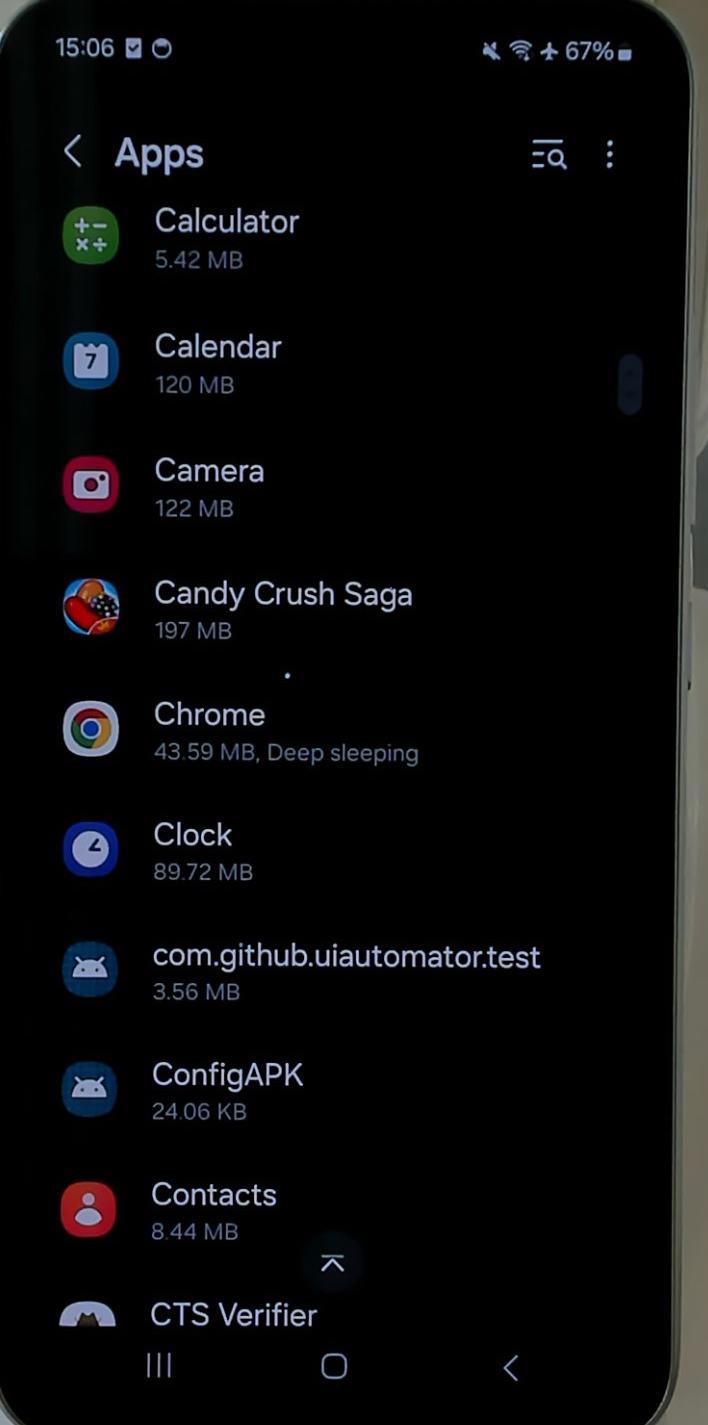 15:06
67%
Apps
Calculator
5.42 MB
7
Calendar
120 MB
Camera
122 MB
Candy Crush Saga
197 MB
Chrome
43.59 MB, Deep sleeping
Clock
89.72 MB
com.github.uiautomator.test
3.56 MB
ConfigAPK
24.06 KB
Contacts
8.44 MB
CTS Verifier